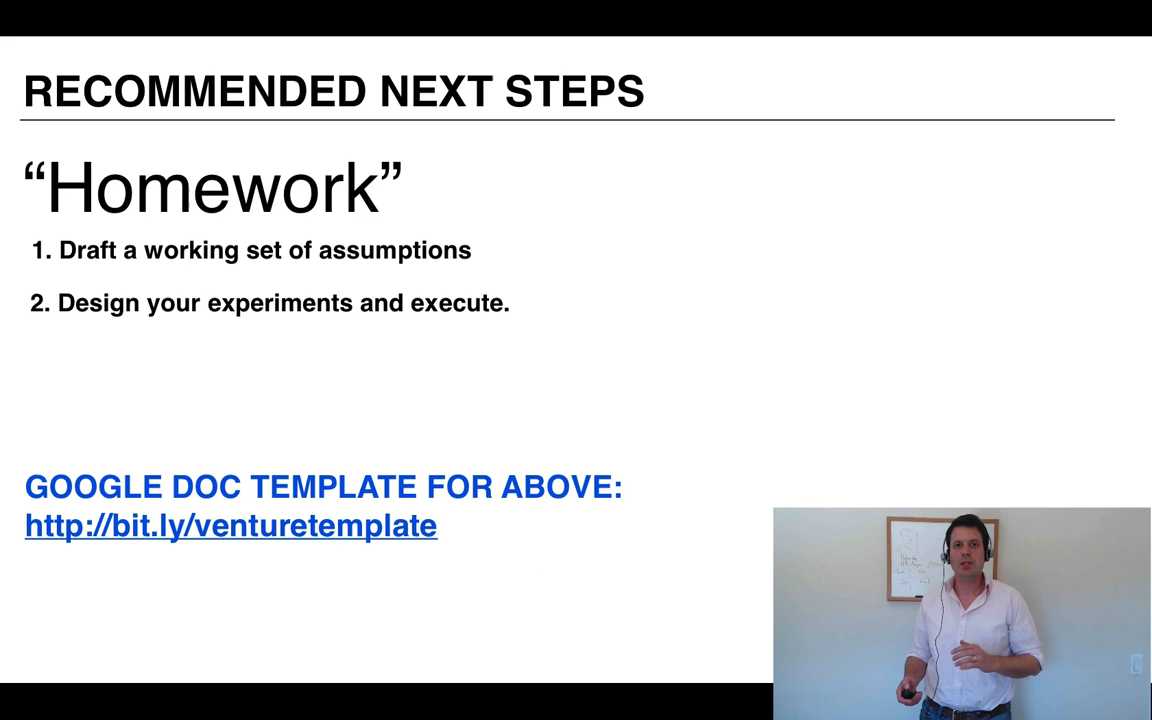 RECOMMENDED NEXT STEPS
“Homework”
1. Draft a working set of assumptions
2. Design your experiments and execute.
GOOGLE DOC TEMPLATE FOR ABOVE:
http://bit.ly/venturetemplate